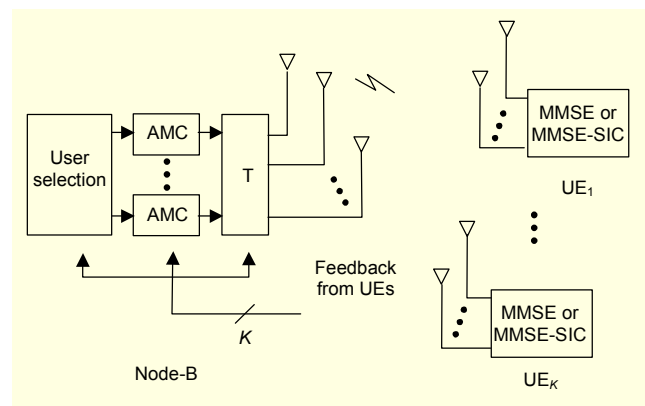 User
selection
AMC
AMC
T
Feedback
from UEs
K
Node-B
MMSE or
MMSE-SIC
UE₁
MMSE or
MMSE-SIC
UEₖ